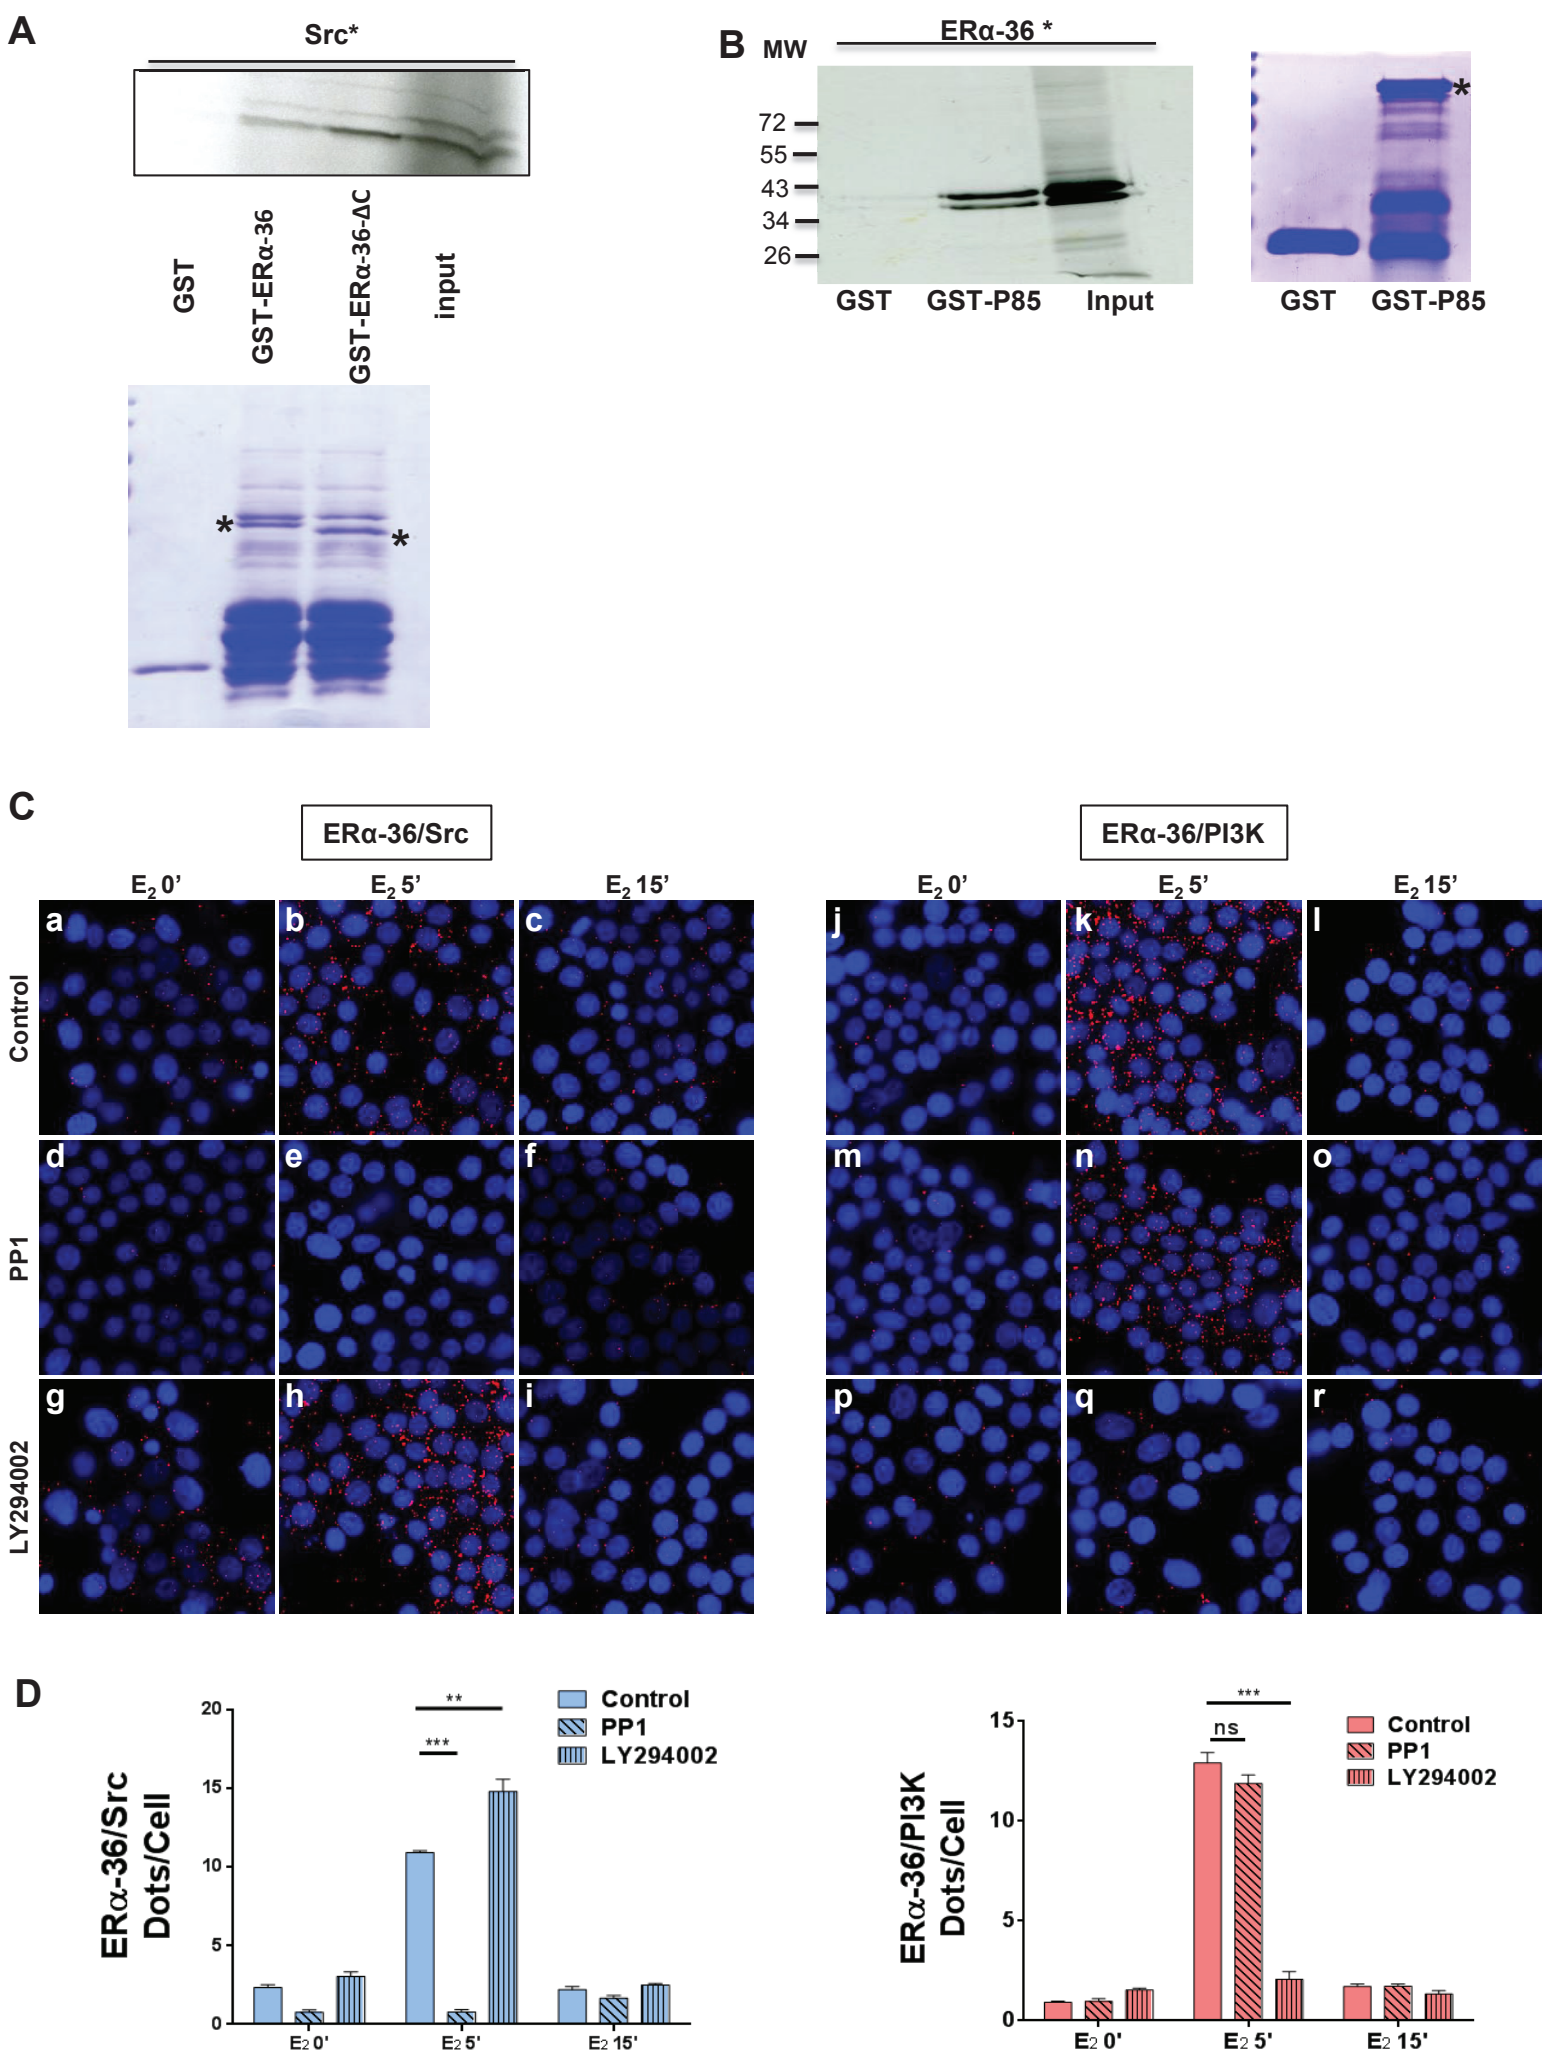 A
Src*
GST
GST-ERα-36
GST-ERα-36-ΔC
input
*
*
B
MW
ERα-36 *
72
55
43
34
26
GST
GST-P85
Input
*
GST
GST-P85
C
ERα-36/Src
ERα-36/PI3K
E2 0’
E2 5’
E2 15’
E2 0’
E2 5’
E2 15’
Control
a
b
c
j
k
l
PP1
d
e
f
m
n
o
LY294002
g
h
i
p
q
r
D
ERα-36/Src
Dots/Cell
20
15
10
5
0
**
***
Control
PP1
LY294002
E2 0'
E2 5'
E2 15'
ERα-36/PI3K
Dots/Cell
15
10
5
0
***
ns
Control
PP1
LY294002
E2 0'
E2 5'
E2 15'